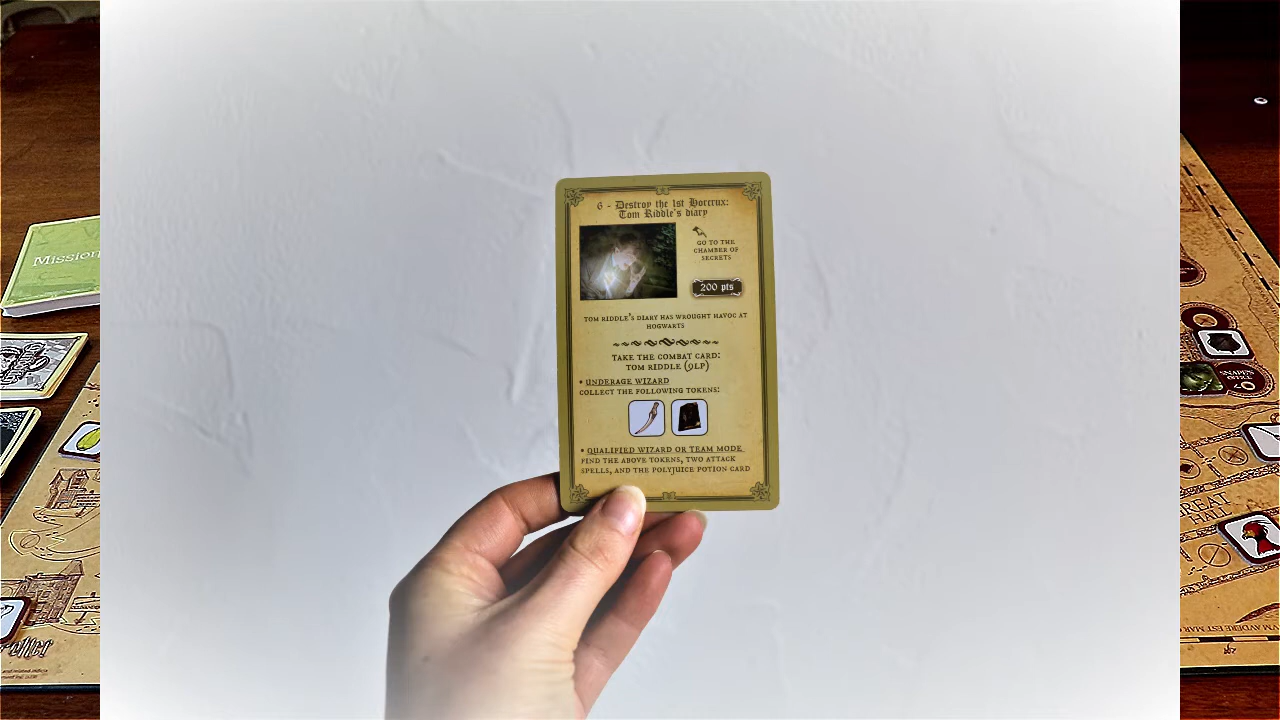 Mission
6 - Destroy the 1st Horcrux:
Tom Riddle's diary
GO TO THE
CHAMBER OF
SECRETS
200 pts
TOM RIDDLE'S DIARY HAS WROUGHT HAVOC AT
HOGWARTS
TAKE THE COMBAT CARD:
TOM RIDDLE (9LP)
• UNDERAGE WIZARD
COLLECT THE FOLLOWING TOKENS:
• QUALIFIED WIZARD OR TEAM MODE
FIND THE ABOVE TOKENS, TWO ATTACK
SPELLS, AND THE POLYJUICE POTION CARD
GREAT
HALL